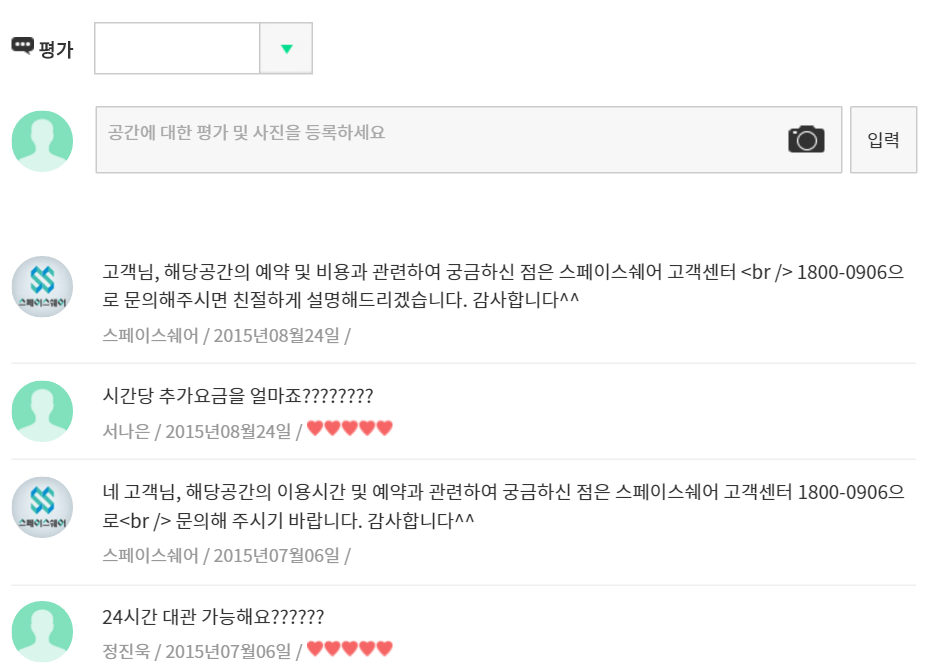 평가
공간에 대한 평가 및 사진을 등록하세요
입력
고객님, 해당공간의 예약 및 비용과 관련하여 궁금하신 점은 스페이스쉐어 고객센터 <br /> 1800-0906으
로 문의해주시면 친절하게 설명해드리겠습니다. 감사합니다^^
스페이스쉐어
스페이스쉐어 / 2015년08월24일 /
시간당 추가요금을 얼마죠????????
서나은 / 2015년08월24일 / ♥♥♥♥♥
네 고객님, 해당공간의 이용시간 및 예약과 관련하여 궁금하신 점은 스페이스쉐어 고객센터 1800-0906으
로<br /> 문의해 주시기 바랍니다. 감사합니다^^
스페이스쉐어
스페이스쉐어 / 2015년07월06일 /
24시간 대관 가능해요??????
정진욱 / 2015년07월06일 / ♥♥♥♥♥